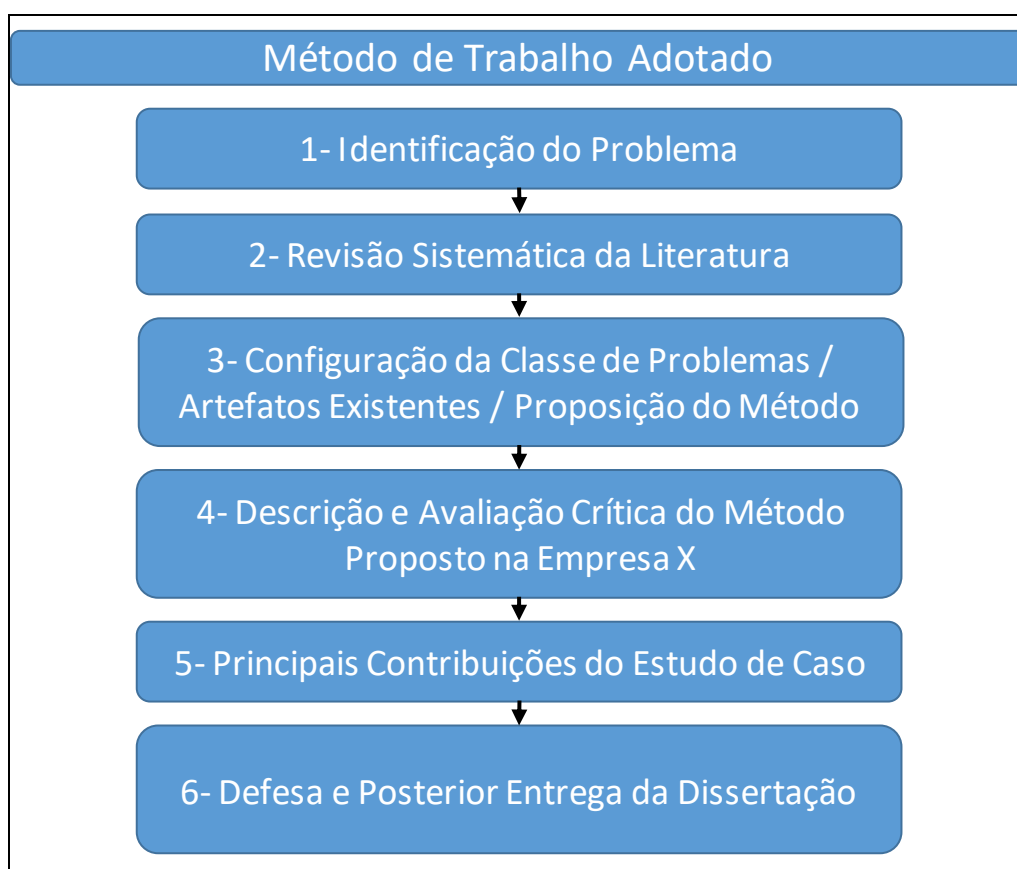 Método de Trabalho Adotado
1- Identificação do Problema
2- Revisão Sistemática da Literatura
3- Configuração da Classe de Problemas /
Artefatos Existentes / Proposição do Método
4- Descrição e Avaliação Crítica do Método
Proposto na Empresa X
5- Principais Contribuições do Estudo de Caso
6- Defesa e Posterior Entrega da Dissertação